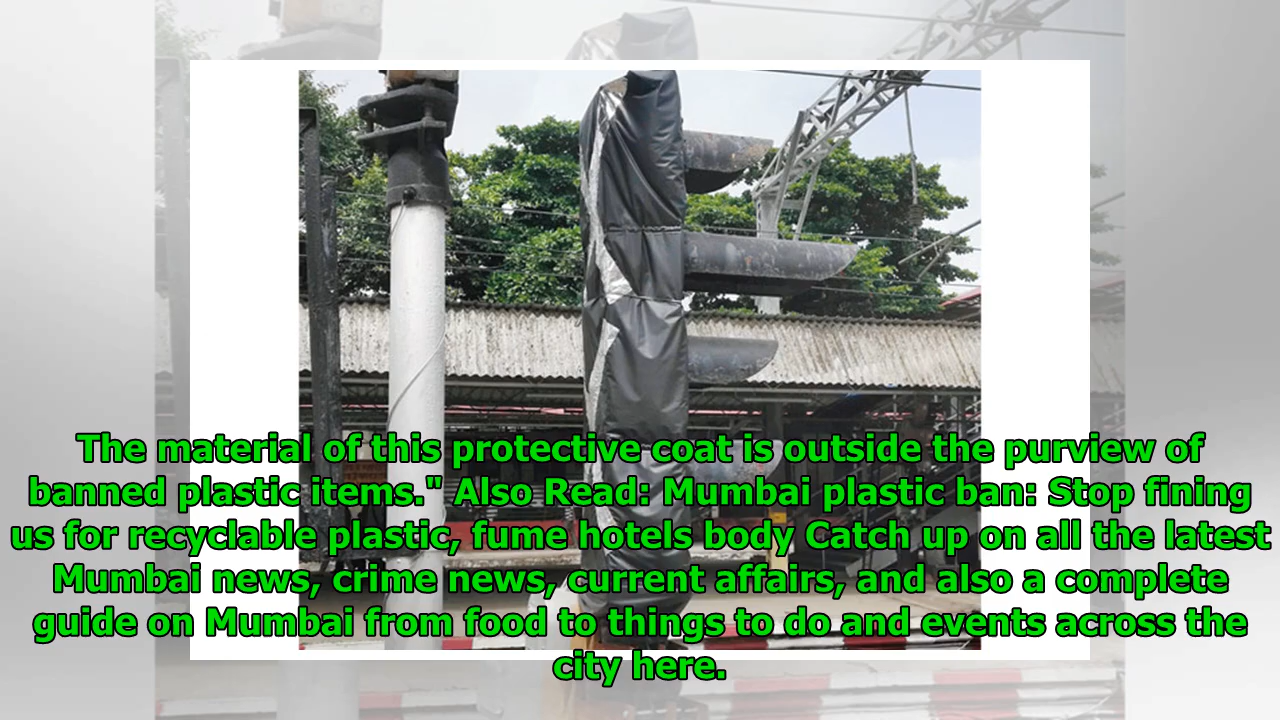 The material of this protective coat is outside the purview of
banned plastic items." Also Read: Mumbai plastic ban: Stop fining
us for recyclable plastic, fume hotels body Catch up on all the latest
Mumbai news, crime news, current affairs, and also a complete
guide on Mumbai from food to things to do and events across the
city here.